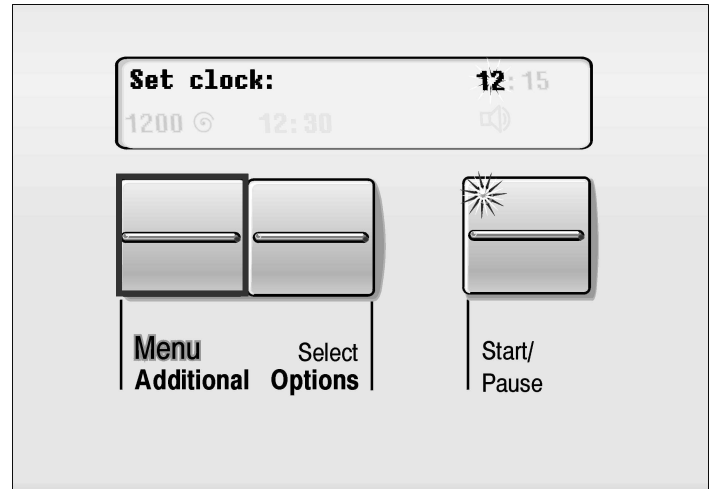 Set clock: 12:15
1200 12:30
Menu Select
Additional Options
Start/
Pause